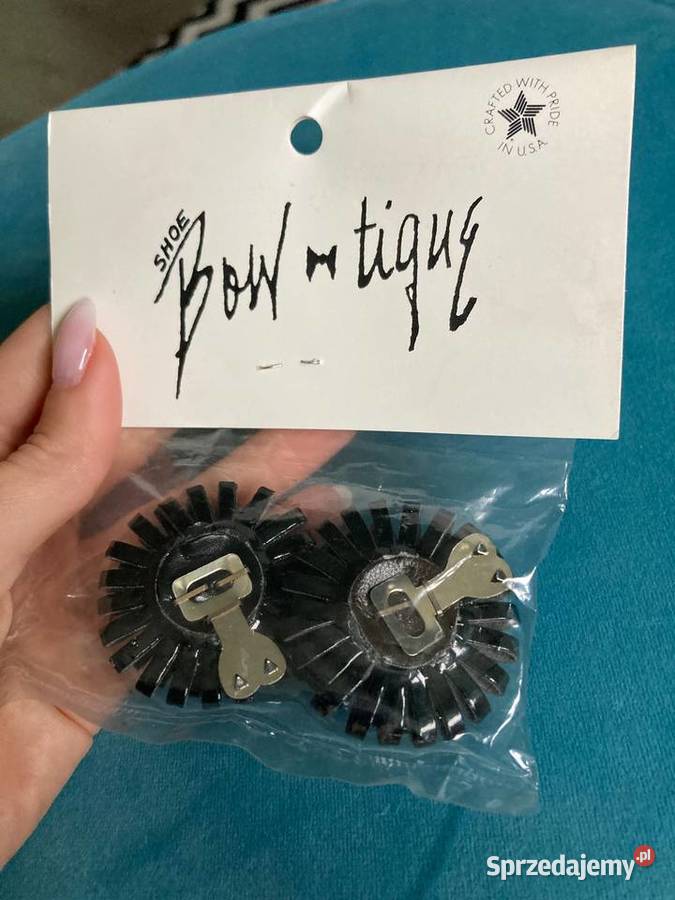 CRAFTED WITH PRIDE
IN U.S.A.
SHOE
Bow tique
Sprzedajemy.pl